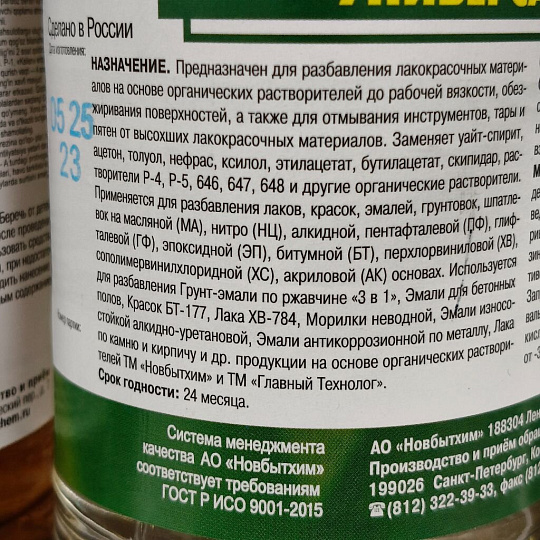 Сделано в России
Дата изготовления:
05 25
23
НАЗНАЧЕНИЕ. Предназначен для разбавления лакокрасочных матери-
алов на основе органических растворителей до рабочей вязкости, обез-
жиривания поверхностей, а также для отмывания инструментов, тары и
пятен от высохших лакокрасочных материалов. Заменяет уайт-спирит,
ацетон, толуол, нефрас, ксилол, этилацетат, бутилацетат, скипидар, рас-
творители Р-4, Р-5, 646, 647, 648 и другие органические растворители.
Применяется для разбавления лаков, красок, эмалей, грунтовок, шпатле-
вок на масляной (МА), нитро (НЦ), алкидной, пентафталевой (ПФ), глиф-
талевой (ГФ), эпоксидной (ЭП), битумной (БТ), перхлорвиниловой (ХВ),
сополимервинилхлоридной (ХС), акриловой (АК) основах. Используется
для разбавления Грунт-эмали по ржавчине «3 в 1», Эмали для бетонных
полов, Красок БТ-177, Лака ХВ-784, Морилки неводной, Эмали износо-
стойкой алкидно-уретановой, Эмали антикоррозионной по металлу, Лака
по камню и кирпичу и др. продукции на основе органических раствори-
телей ТМ «Новбытхим» и ТМ «Главный Технолог».
Срок годности: 24 месяца.
Номер партии:
Система менеджмента
качества АО «Новбытхим»
соответствует требованиям
ГОСТ Р ИСО 9001-2015
АО «Новбытхим» 188304 Лен
Производство и приём обра
199026 Санкт-Петербург, Ко
(812) 322-39-33, факс (812